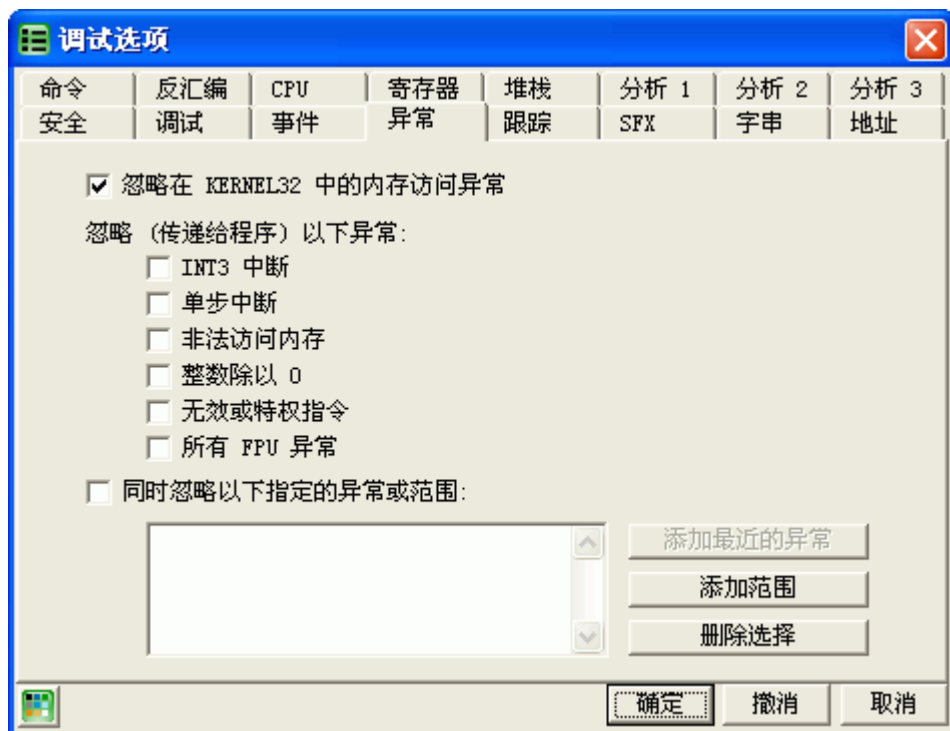 调试选项
命令 反汇编 CPU 寄存器 堆栈 分析 1 分析 2 分析 3
安全 调试 事件 异常 跟踪 SFX 字串 地址
忽略在 KERNEL32 中的内存访问异常
忽略 (传递给程序) 以下异常:
INT3 中断
单步中断
非法访问内存
整数除以 0
无效或特权指令
所有 FPU 异常
同时忽略以下指定的异常或范围:
添加最近的异常
添加范围
删除选择
确定 撤消 取消